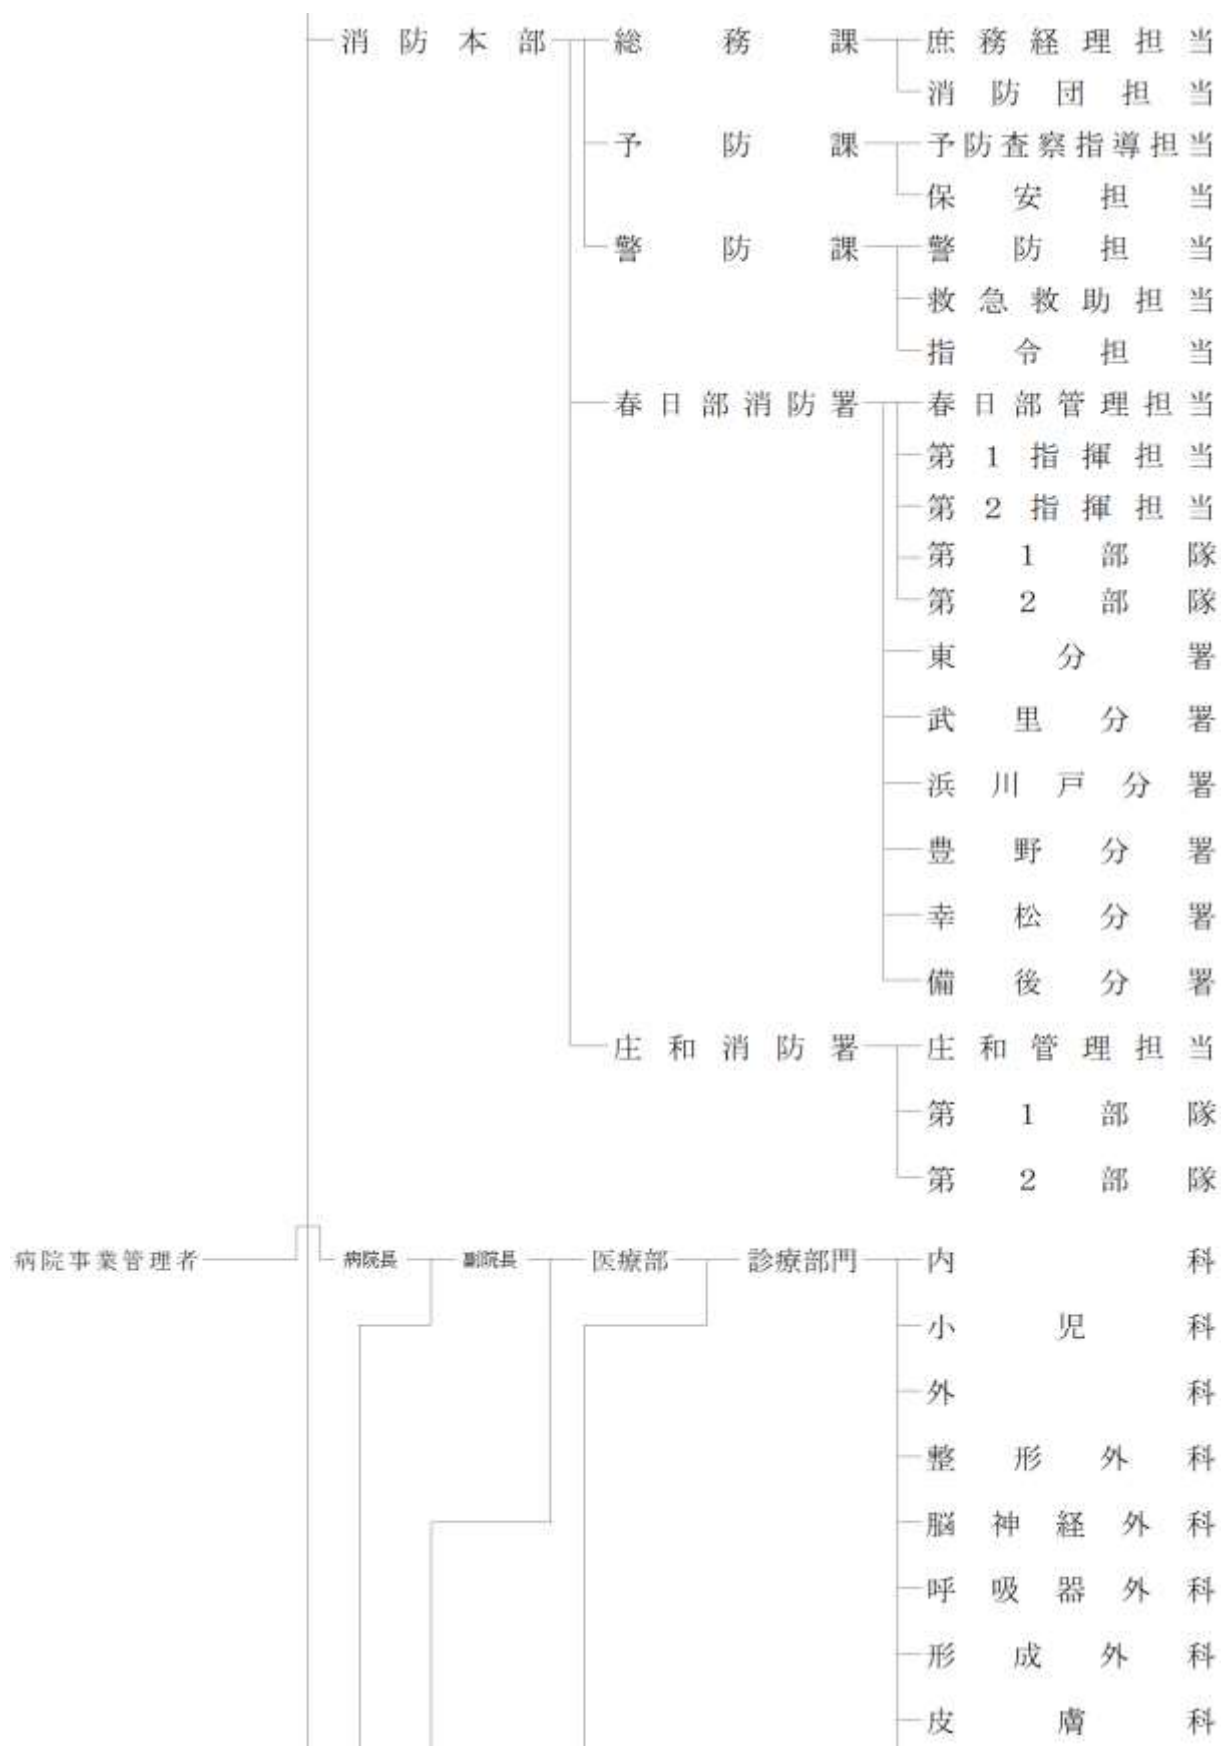 消防本部 総務課 庶務経理担当
消防団担当
予防課 予防査察指導担当
保安担当
警防課 警防担当
救急救助担当
指令担当
春日部消防署 春日部管理担当
第1指揮担当
第2指揮担当
第1部隊
第2部隊
東分署
武里分署
浜川戸分署
豊野分署
幸松分署
備後分署
庄和消防署 庄和管理担当
第1部隊
第2部隊
病院事業管理者 病院長 副院長 医療部 診療部門 内科
小児科
外科
整形外科
脳神経外科
呼吸器外科
形成外科
皮膚科